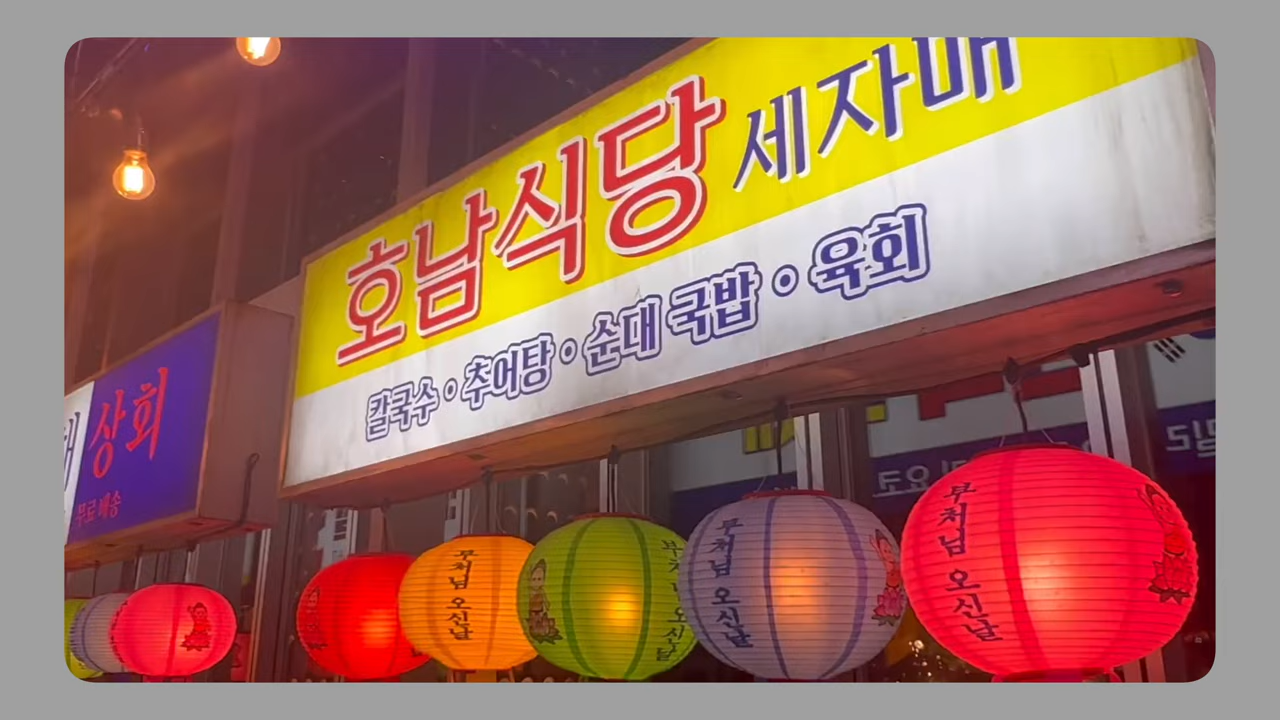 호남식당 세자매
칼국수 • 추어탕 • 순대 국밥 • 육회
상회
무료 배송
부처님 오신날
부처님 오신날
부처님 오신날
부처님 오신날